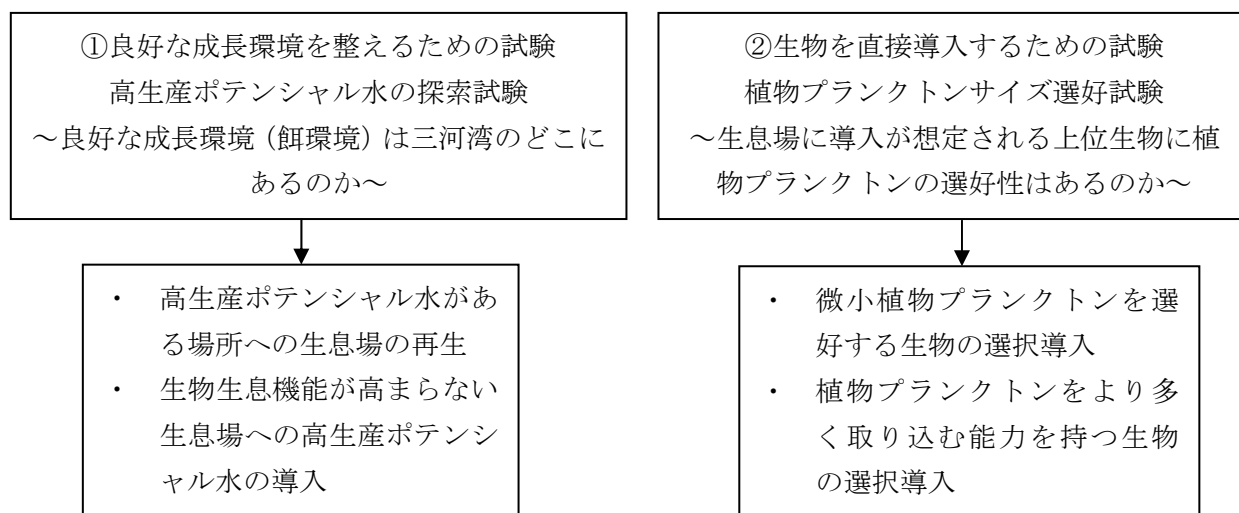 ①良好な成長環境を整えるための試験
高生産ポテンシャル水の探索試験
～良好な成長環境（餌環境）は三河湾のどこに
あるのか～
・ 高生産ポテンシャル水があ
る場所への生息場の再生
・ 生物生息機能が高まらない
生息場への高生産ポテンシ
ャル水の導入
②生物を直接導入するための試験
植物プランクトンサイズ選好試験
～生息場に導入が想定される上位生物に植
物プランクトンの選好性はあるのか～
・ 微小植物プランクトンを選
好する生物の選択導入
・ 植物プランクトンをより多
く取り込む能力を持つ生物
の選択導入